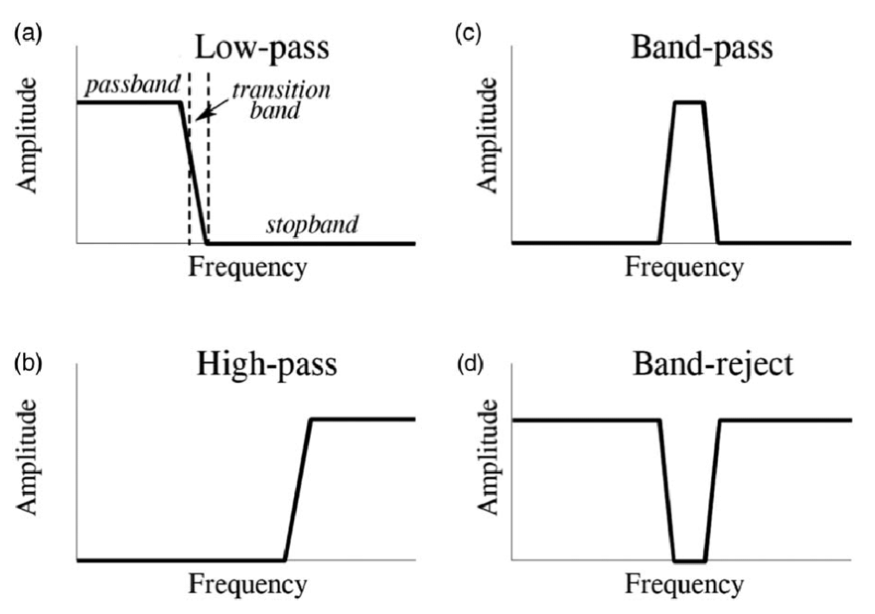 (a)
Low-pass
passband
transition
band
stopband
Amplitude
Frequency
(c)
Band-pass
Amplitude
Frequency
(b)
High-pass
Amplitude
Frequency
(d)
Band-reject
Amplitude
Frequency